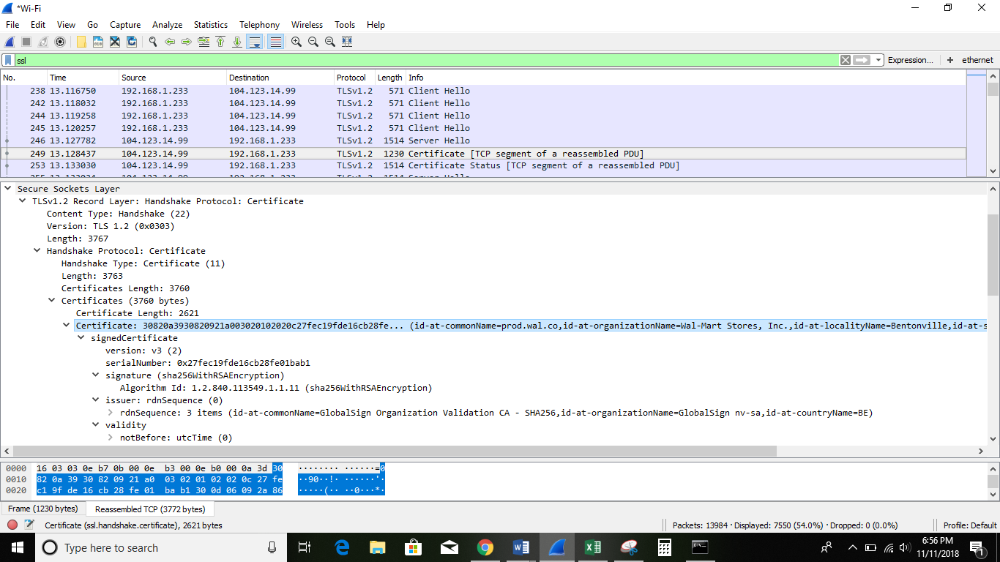 *Wi-Fi
File Edit View Go Capture Analyze Statistics Telephony Wireless Tools Help
ssl Expression... + ethernet
No. Time Source Destination Protocol Length Info
238 13.116750 192.168.1.233 104.123.14.99 TLSv1.2 571 Client Hello
242 13.118032 192.168.1.233 104.123.14.99 TLSv1.2 571 Client Hello
244 13.119258 192.168.1.233 104.123.14.99 TLSv1.2 571 Client Hello
245 13.120257 192.168.1.233 104.123.14.99 TLSv1.2 571 Client Hello
246 13.127782 104.123.14.99 192.168.1.233 TLSv1.2 1514 Server Hello
249 13.128437 104.123.14.99 192.168.1.233 TLSv1.2 1230 Certificate [TCP segment of a reassembled PDU]
253 13.133030 104.123.14.99 192.168.1.233 TLSv1.2 1514 Certificate Status [TCP segment of a reassembled PDU]
Secure Sockets Layer
TLSv1.2 Record Layer: Handshake Protocol: Certificate
Content Type: Handshake (22)
Version: TLS 1.2 (0x0303)
Length: 3767
Handshake Protocol: Certificate
Handshake Type: Certificate (11)
Length: 3763
Certificates Length: 3760
Certificates (3760 bytes)
Certificate Length: 2621
Certificate: 30820a3930820921a003020102020c27fec19fde16cb28fe... (id-at-commonName=prod.wal.co,id-at-organizationName=Wal-Mart Stores, Inc.,id-at-localityName=Bentonville,id-at-s
signedCertificate
version: v3 (2)
serialNumber: 0x27fec19fde16cb28fe01bab1
signature (sha256WithRSAEncryption)
Algorithm Id: 1.2.840.113549.1.1.11 (sha256WithRSAEncryption)
issuer: rdnSequence (0)
rdnSequence: 3 items (id-at-commonName=GlobalSign Organization Validation CA - SHA256,id-at-organizationName=GlobalSign nv-sa,id-at-countryName=BE)
validity
notBefore: utcTime (0)
0000 16 03 03 0e b7 0b 00 0e b3 00 0e b0 00 0a 3d 30 ········ ······=0
0010 82 0a 39 30 82 09 21 a0 03 02 01 02 02 0c 27 fe ··90··!· ······'·
0020 c1 9f de 16 cb 28 fe 01 ba b1 30 0d 06 09 2a 86 ·····(·· ··0···*·
Frame (1230 bytes) Reassembled TCP (3772 bytes)
Certificate (ssl.handshake.certificate), 2621 bytes Packets: 13984 · Displayed: 7550 (54.0%) · Dropped: 0 (0.0%) Profile: Default
Type here to search
6:56 PM
11/11/2018
1